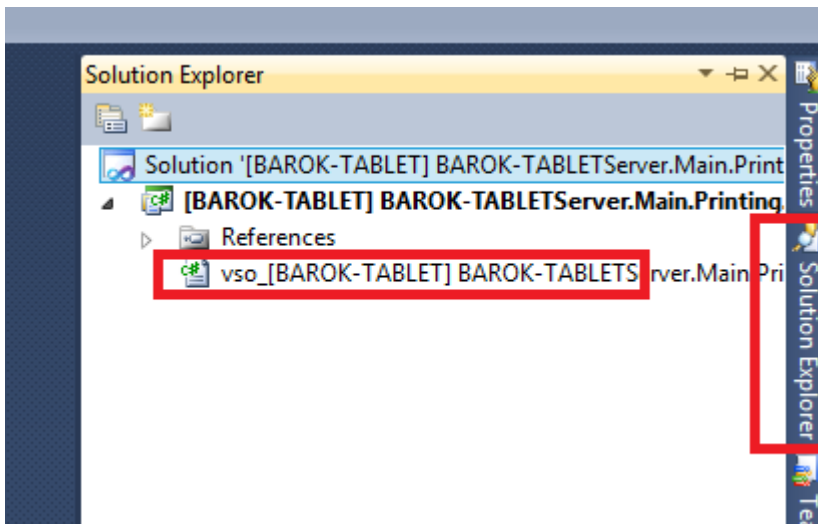 Solution Explorer
Solution '[BAROK-TABLET] BAROK-TABLETServer.Main.Print
[BAROK-TABLET] BAROK-TABLETServer.Main.Printing
References
vso_[BAROK-TABLET] BAROK-TABLETServer.Main.Pri
Properties
Solution Explorer
Tea